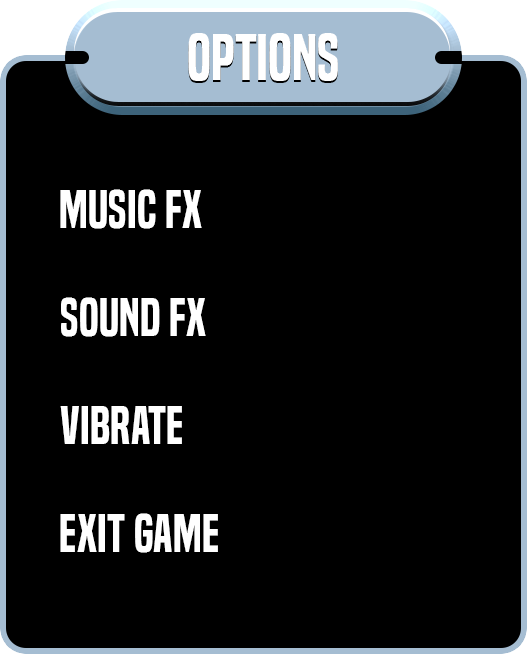 OPTIONS
MUSIC FX
SOUND FX
VIBRATE
EXIT GAME